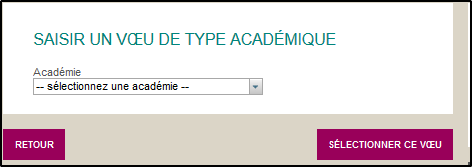 SAISIR UN VŒU DE TYPE ACADÉMIQUE
Académie
-- sélectionnez une académie --
RETOUR
SÉLECTIONNER CE VŒU